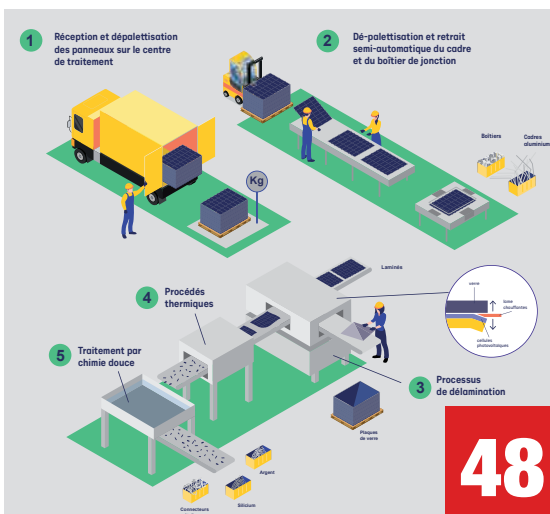 1
Réception et dépalettisation
des panneaux sur le centre
de traitement
2
Dé-palettisation et retrait
semi-automatique du cadre
et du boîtier de jonction
Boîtiers
Cadres
aluminium
Kg
Laminés
verre
lame
chauffantes
cellules
photovoltaïques
4
Procédés
thermiques
5
Traitement par
chimie douce
3
Processus
de délamination
Plaques
de verre
Argent
Silicium
Connecteurs
48